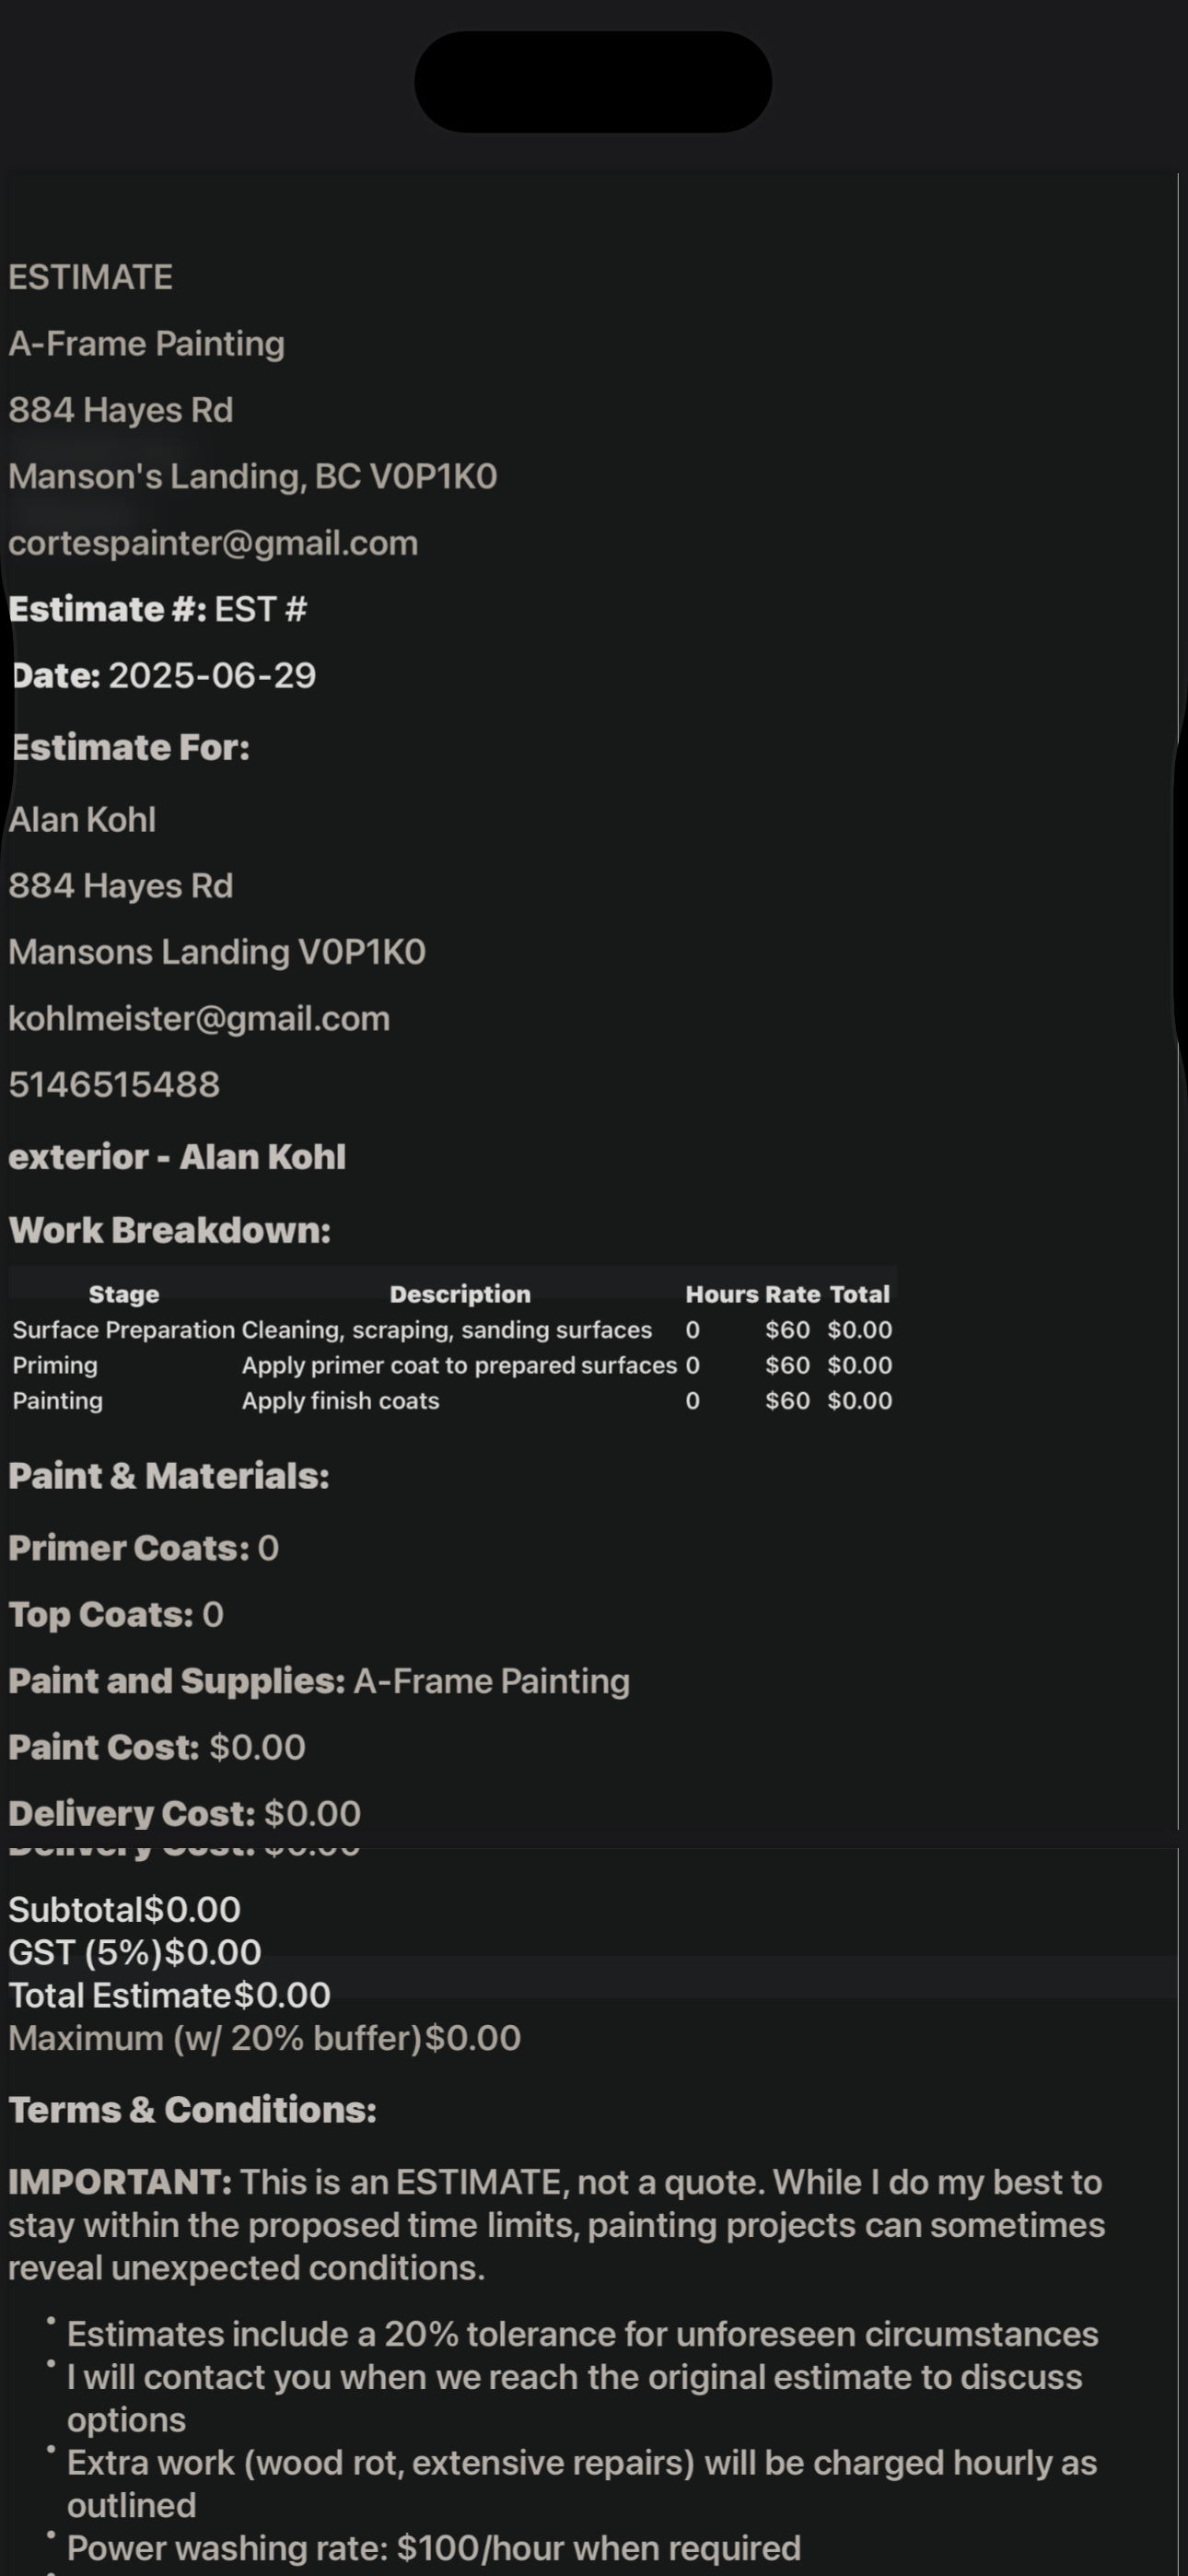 ESTIMATE
A-Frame Painting
884 Hayes Rd
Manson's Landing, BC V0P1K0
cortespainter@gmail.com
Estimate #: EST #
Date: 2025-06-29
Estimate For:
Alan Kohl
884 Hayes Rd
Mansons Landing V0P1K0
kohlmeister@gmail.com
5146515488
exterior - Alan Kohl
Work Breakdown:
Stage Description Hours Rate Total
Surface Preparation Cleaning, scraping, sanding surfaces 0 $60 $0.00
Priming Apply primer coat to prepared surfaces 0 $60 $0.00
Painting Apply finish coats 0 $60 $0.00
Paint & Materials:
Primer Coats: 0
Top Coats: 0
Paint and Supplies: A-Frame Painting
Paint Cost: $0.00
Delivery Cost: $0.00
Delivery Cost: $0.00
Subtotal$0.00
GST (5%)$0.00
Total Estimate$0.00
Maximum (w/ 20% buffer)$0.00
Terms & Conditions:
IMPORTANT: This is an ESTIMATE, not a quote. While I do my best to
stay within the proposed time limits, painting projects can sometimes
reveal unexpected conditions.
• Estimates include a 20% tolerance for unforeseen circumstances
• I will contact you when we reach the original estimate to discuss
options
• Extra work (wood rot, extensive repairs) will be charged hourly as
outlined
• Power washing rate: $100/hour when required